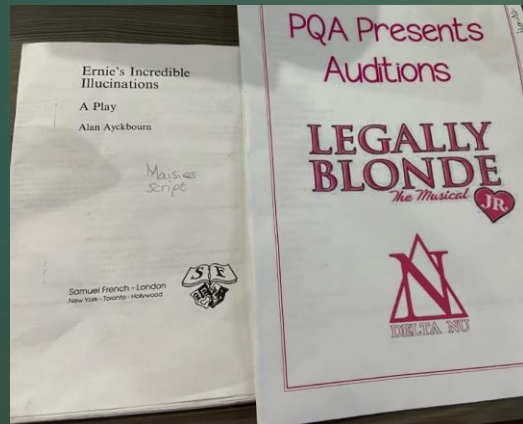 Ernie's Incredible
Illucinations
A Play
Alan Ayckbourn
Maisies
script
SF
Samuel French - London
New York - Toronto - Hollywood
PQA Presents
Auditions
LEGALLY
BLONDE
The Musical JR.
N
DELTA NU